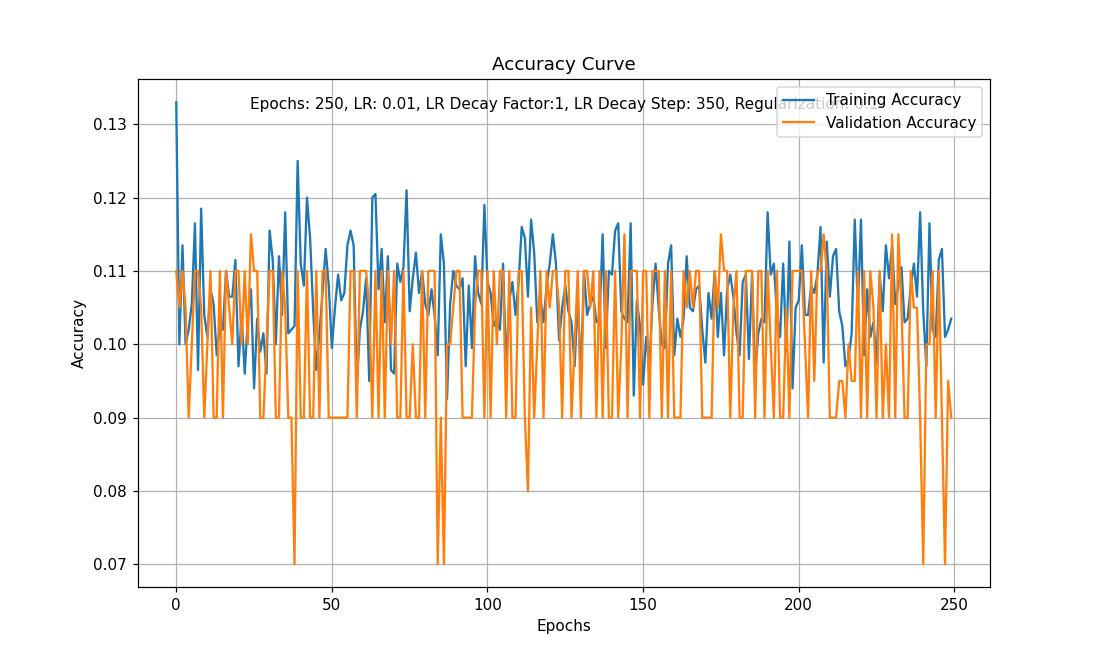 Accuracy Curve
Epochs: 250, LR: 0.01, LR Decay Factor:1, LR Decay Step: 350, Regularization: 0.1
Training Accuracy
Validation Accuracy
0.13
0.12
0.11
0.10
0.09
0.08
0.07
Accuracy
0
50
100
150
200
250
Epochs